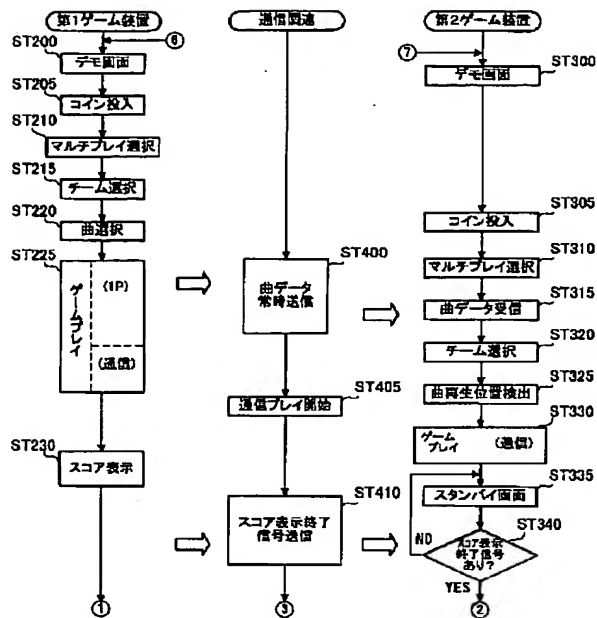 第1ゲーム装置
⑥
ST200
デモ画面
ST205
コイン投入
ST210
マルチプレイ選択
ST215
チーム選択
ST220
曲選択
ST225
ゲームプレイ
(1P)
(通信)
ST230
スコア表示
①
通信関連
ST400
曲データ
常時送信
ST405
通信プレイ開始
ST410
スコア表示終了
信号送信
③
第2ゲーム装置
⑦
ST300
デモ画面
ST305
コイン投入
ST310
マルチプレイ選択
ST315
曲データ受信
ST320
チーム選択
ST325
曲再生位置検出
ST330
ゲーム
プレイ
(通信)
ST335
スタンバイ画面
ST340
スコア表示
終了信号
あり?
NO
YES
②